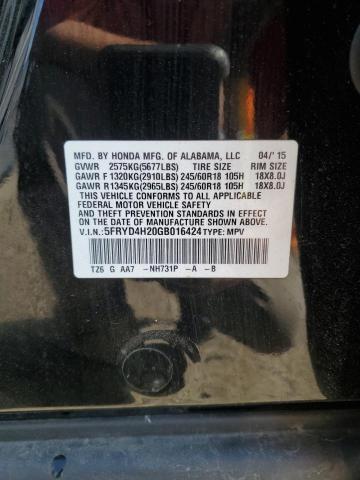 MFD. BY HONDA MFG. OF ALABAMA, LLC 04/'15
GVWR 2575KG(5677LBS) TIRE SIZE RIM SIZE
GAWR F 1320KG(2910LBS) 245/60R18 105H 18X8.0J
GAWR R 1345KG(2965LBS) 245/60R18 105H 18X8.0J
THIS VEHICLE CONFORMS TO ALL APPLICABLE
FEDERAL MOTOR VEHICLE SAFETY
AND THEFT PREVENTION STANDARDS IN EFFECT
ON THE DATE OF MANUFACTURE SHOWN ABOVE.
V.I.N.:5FRYD4H20GB016424 TYPE: MPV
TZ6 G AA7 -NH731P -A -B